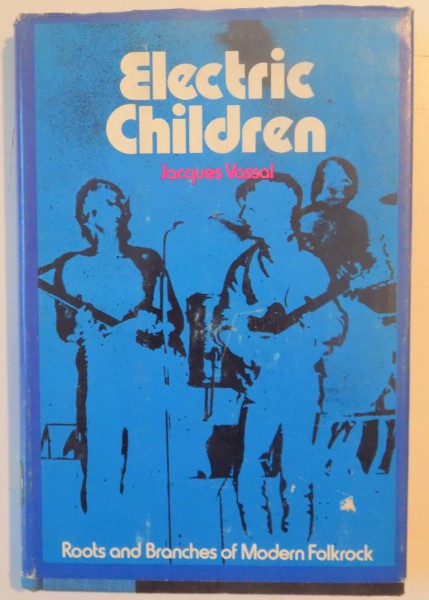 Electric
Children
Jacques Vassal
Roots and Branches of Modern Folkrock